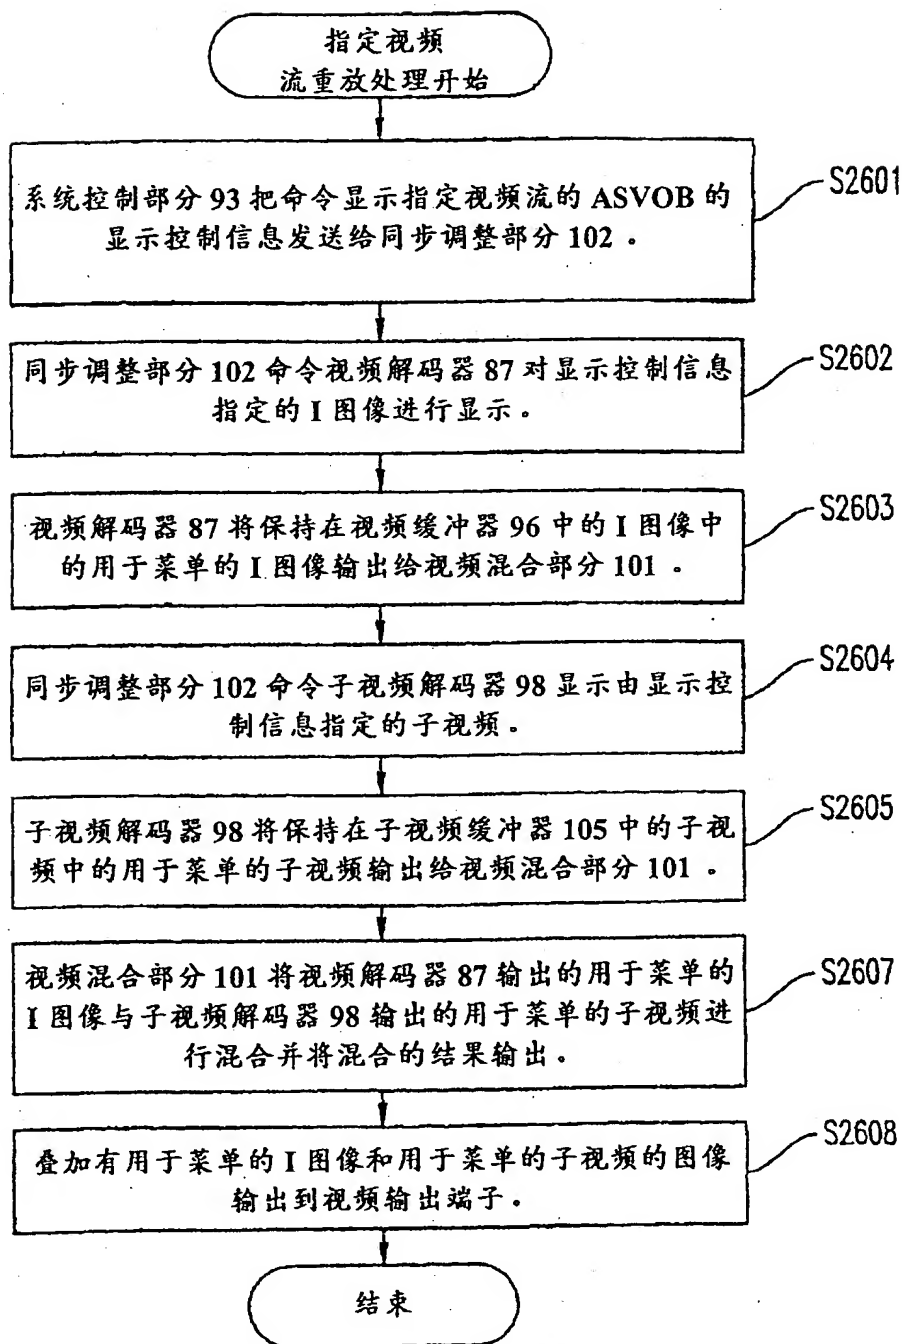 指定视频
流重放处理开始
系统控制部分 93 把命令显示指定视频流的 ASVOB 的
显示控制信息发送给同步调整部分 102 。
S2601
同步调整部分 102 命令视频解码器 87 对显示控制信息
指定的 I 图像进行显示。
S2602
视频解码器 87 将保持在视频缓冲器 96 中的 I 图像中
的用于菜单的 I 图像输出给视频混合部分 101 。
S2603
同步调整部分 102 命令子视频解码器 98 显示由显示控
制信息指定的子视频。
S2604
子视频解码器 98 将保持在子视频缓冲器 105 中的子视
频中的用于菜单的子视频输出给视频混合部分 101 。
S2605
视频混合部分 101 将视频解码器 87 输出的用于菜单的
I 图像与子视频解码器 98 输出的用于菜单的子视频进
行混合并将混合的结果输出。
S2607
叠加有用于菜单的 I 图像和用于菜单的子视频的图像
输出到视频输出端子。
S2608
结束